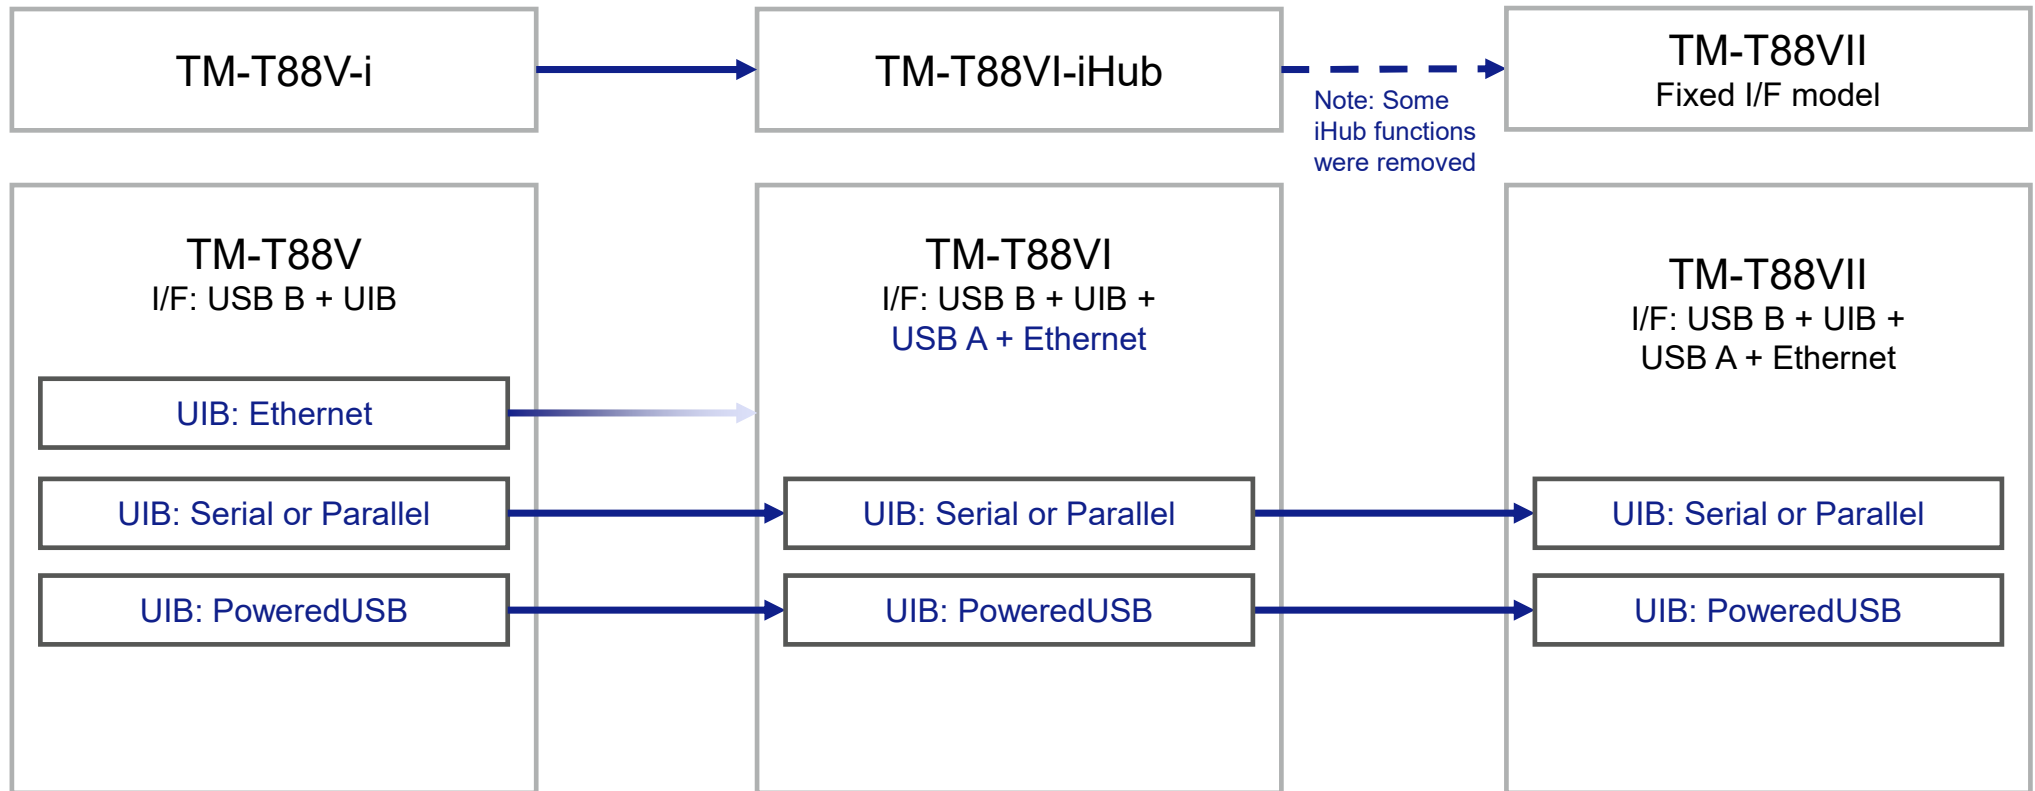 TM-T88V-i
TM-T88VI-iHub
Note: Some
iHub functions
were removed
TM-T88VII
Fixed I/F model
TM-T88V
I/F: USB B + UIB
UIB: Ethernet
UIB: Serial or Parallel
UIB: PoweredUSB
TM-T88VI
I/F: USB B + UIB +
USB A + Ethernet
UIB: Serial or Parallel
UIB: PoweredUSB
TM-T88VII
I/F: USB B + UIB +
USB A + Ethernet
UIB: Serial or Parallel
UIB: PoweredUSB